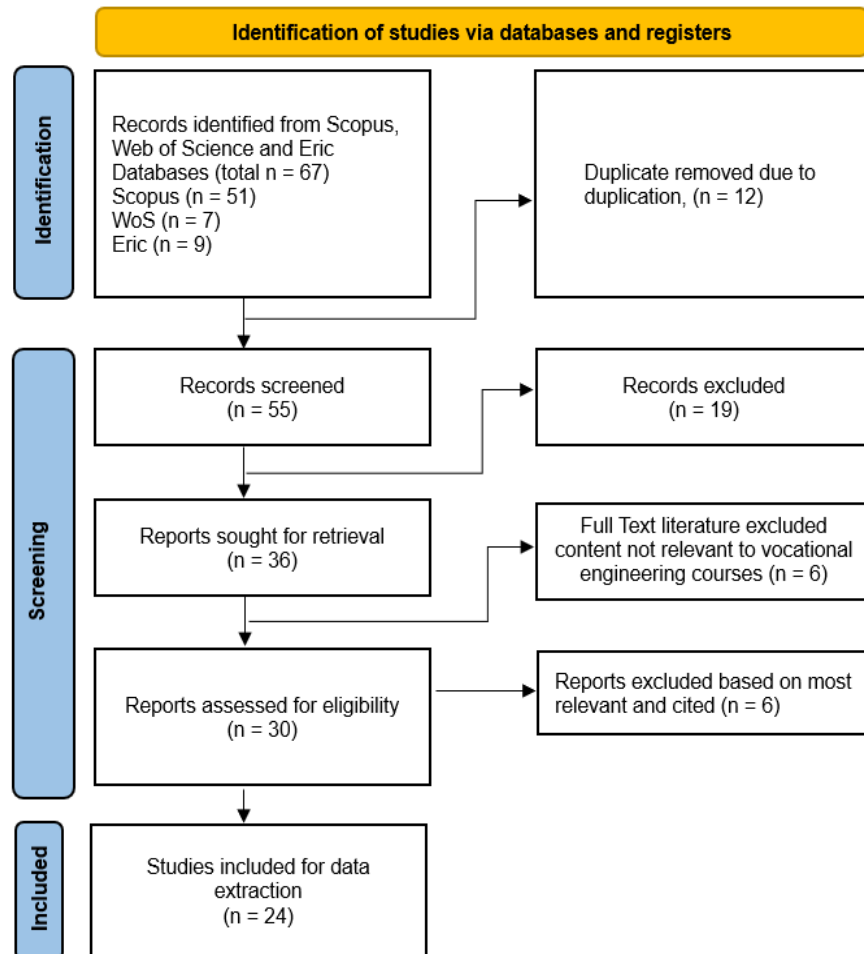 Identification of studies via databases and registers
Identification
Records identified from Scopus,
Web of Science and Eric
Databases (total n = 67)
Scopus (n = 51)
WoS (n = 7)
Eric (n = 9)
Duplicate removed due to
duplication, (n = 12)
Screening
Records screened
(n = 55)
Records excluded
(n = 19)
Reports sought for retrieval
(n = 36)
Full Text literature excluded
content not relevant to vocational
engineering courses (n = 6)
Reports assessed for eligibility
(n = 30)
Reports excluded based on most
relevant and cited (n = 6)
Included
Studies included for data
extraction
(n = 24)